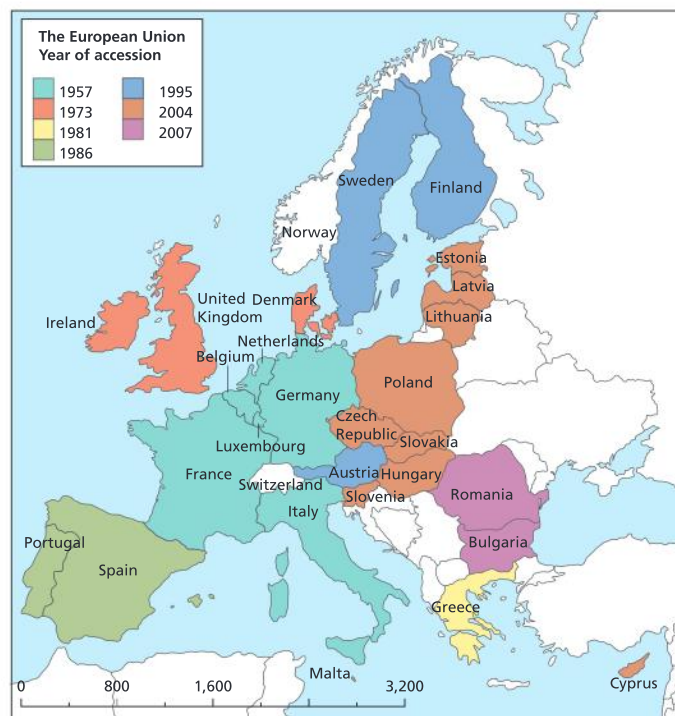 The European Union
Year of accession
1957
1995
1973
2004
1981
2007
1986
Sweden
Finland
Norway
Estonia
Latvia
Lithuania
United
Kingdom
Denmark
Ireland
Netherlands
Belgium
Germany
Poland
Czech
Republic
Slovakia
Luxembourg
France
Austria
Hungary
Switzerland
Slovenia
Italy
Romania
Portugal
Spain
Bulgaria
Greece
Malta
Cyprus
0
800
1,600
3,200